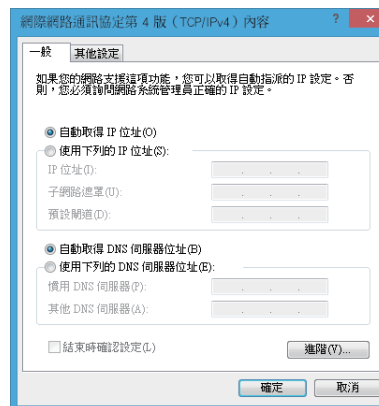 網際網路通訊協定第 4 版（TCP/IPv4）內容
?
×
一般
其他設定
如果您的網路支援這項功能，您可以取得自動指派的 IP 設定。否
則，您必須詢問網路系統管理員正確的 IP 設定。
自動取得 IP 位址(O)
使用下列的 IP 位址(S):
IP 位址(I):
子網路遮罩(U):
預設閘道(D):
自動取得 DNS 伺服器位址(B)
使用下列的 DNS 伺服器位址(E):
慣用 DNS 伺服器(P):
其他 DNS 伺服器(A):
結束時確認設定(L)
進階(V)...
確定
取消